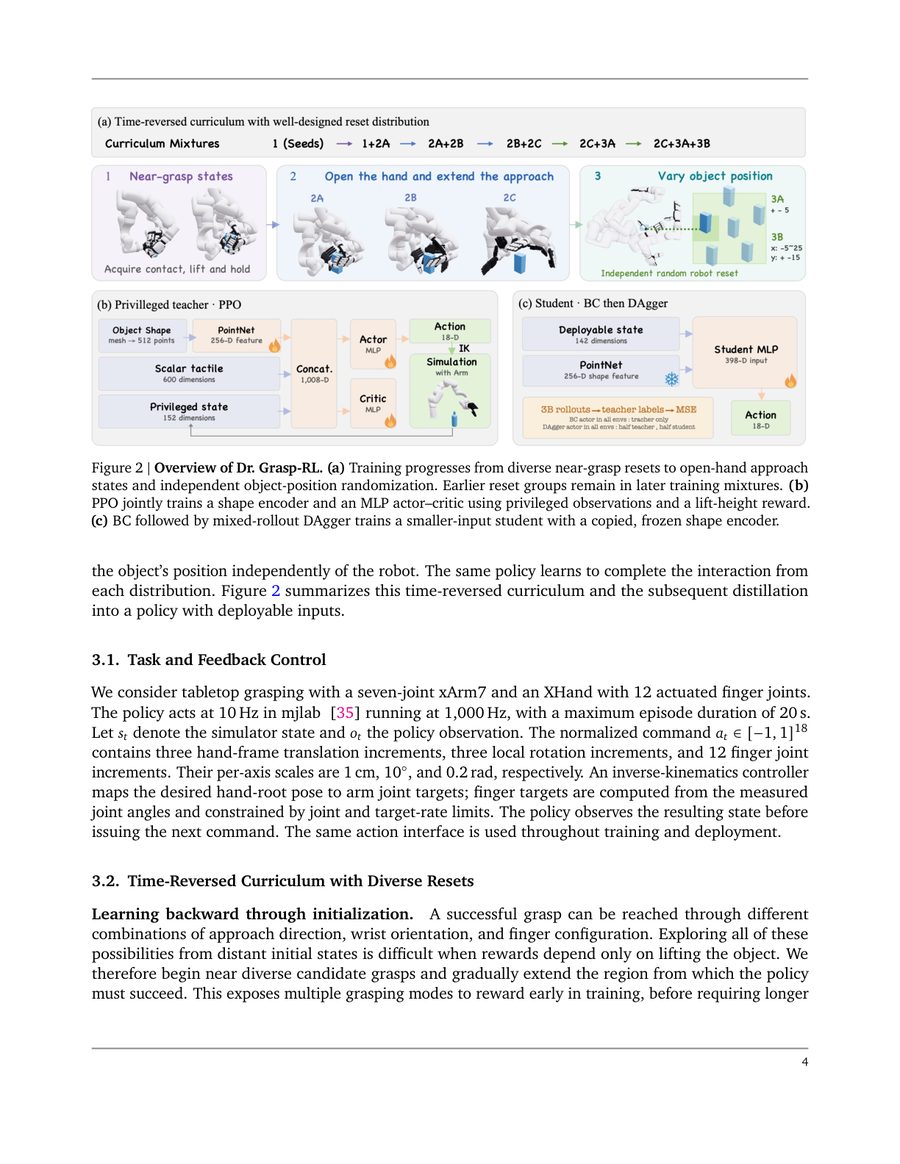 (a) Time-reversed curriculum with well-designed reset distribution
Curriculum Mixtures 1 (Seeds) → 1+2A → 2A+2B → 2B+2C → 2C+3A → 2C+3A+3B
1 Near-grasp states
Acquire contact, lift and hold
2 Open the hand and extend the approach
2A 2B 2C
3 Vary object position
3A
+ - 5
3B
x: -5~25
y: + -15
Independent random robot reset
(b) Privilleged teacher · PPO
Object Shape
mesh → 512 points
PointNet
256-D feature
Scalar tactile
600 dimensions
Privileged state
152 dimensions
Concat.
1,008-D
Actor
MLP
Critic
MLP
Action
18-D
IK
Simulation
with Arm
(c) Student · BC then DAgger
Deployable state
142 dimensions
PointNet
256-D shape feature
Student MLP
398-D input
3B rollouts → teacher labels → MSE
BC actor in all envs : teacher only
DAgger actor in all envs : half teacher , half student
Action
18-D
Figure 2 | Overview of Dr. Grasp-RL. (a) Training progresses from diverse near-grasp resets to open-hand approach
states and independent object-position randomization. Earlier reset groups remain in later training mixtures. (b)
PPO jointly trains a shape encoder and an MLP actor–critic using privileged observations and a lift-height reward.
(c) BC followed by mixed-rollout DAgger trains a smaller-input student with a copied, frozen shape encoder.
the object's position independently of the robot. The same policy learns to complete the interaction from
each distribution. Figure 2 summarizes this time-reversed curriculum and the subsequent distillation
into a policy with deployable inputs.
3.1. Task and Feedback Control
We consider tabletop grasping with a seven-joint xArm7 and an XHand with 12 actuated finger joints.
The policy acts at 10 Hz in mjlab [35] running at 1,000 Hz, with a maximum episode duration of 20 s.
Let sₜ denote the simulator state and oₜ the policy observation. The normalized command aₜ ∈ [−1, 1]¹⁸
contains three hand-frame translation increments, three local rotation increments, and 12 finger joint
increments. Their per-axis scales are 1 cm, 10°, and 0.2 rad, respectively. An inverse-kinematics controller
maps the desired hand-root pose to arm joint targets; finger targets are computed from the measured
joint angles and constrained by joint and target-rate limits. The policy observes the resulting state before
issuing the next command. The same action interface is used throughout training and deployment.
3.2. Time-Reversed Curriculum with Diverse Resets
Learning backward through initialization. A successful grasp can be reached through different
combinations of approach direction, wrist orientation, and finger configuration. Exploring all of these
possibilities from distant initial states is difficult when rewards depend only on lifting the object. We
therefore begin near diverse candidate grasps and gradually extend the region from which the policy
must succeed. This exposes multiple grasping modes to reward early in training, before requiring longer
4